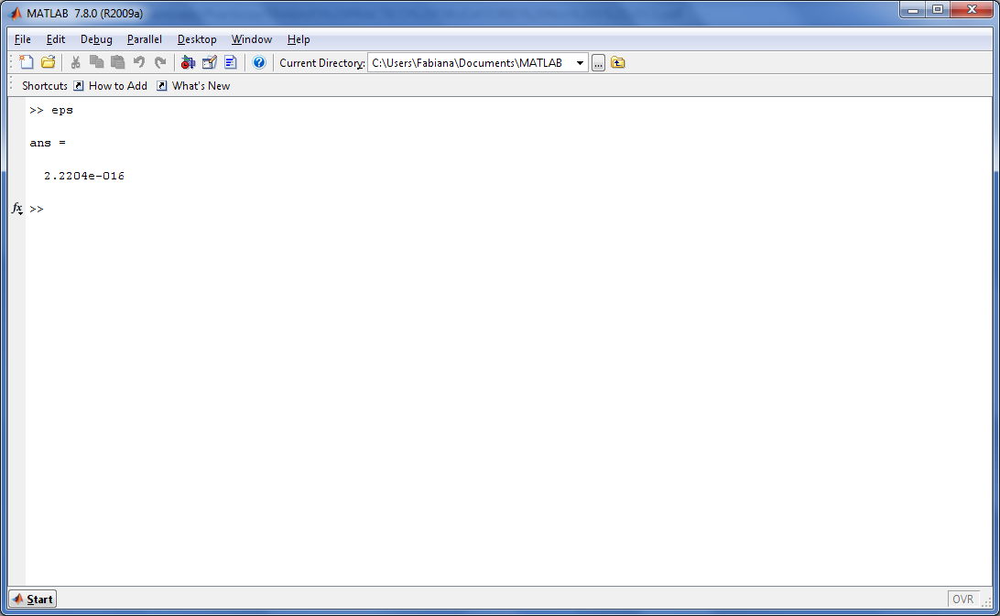 MATLAB 7.8.0 (R2009a)
File Edit Debug Parallel Desktop Window Help
Current Directory: C:\Users\Fabiana\Documents\MATLAB ...
Shortcuts How to Add What's New
>> eps
ans =
2.2204e-016
fx >>
Start OVR